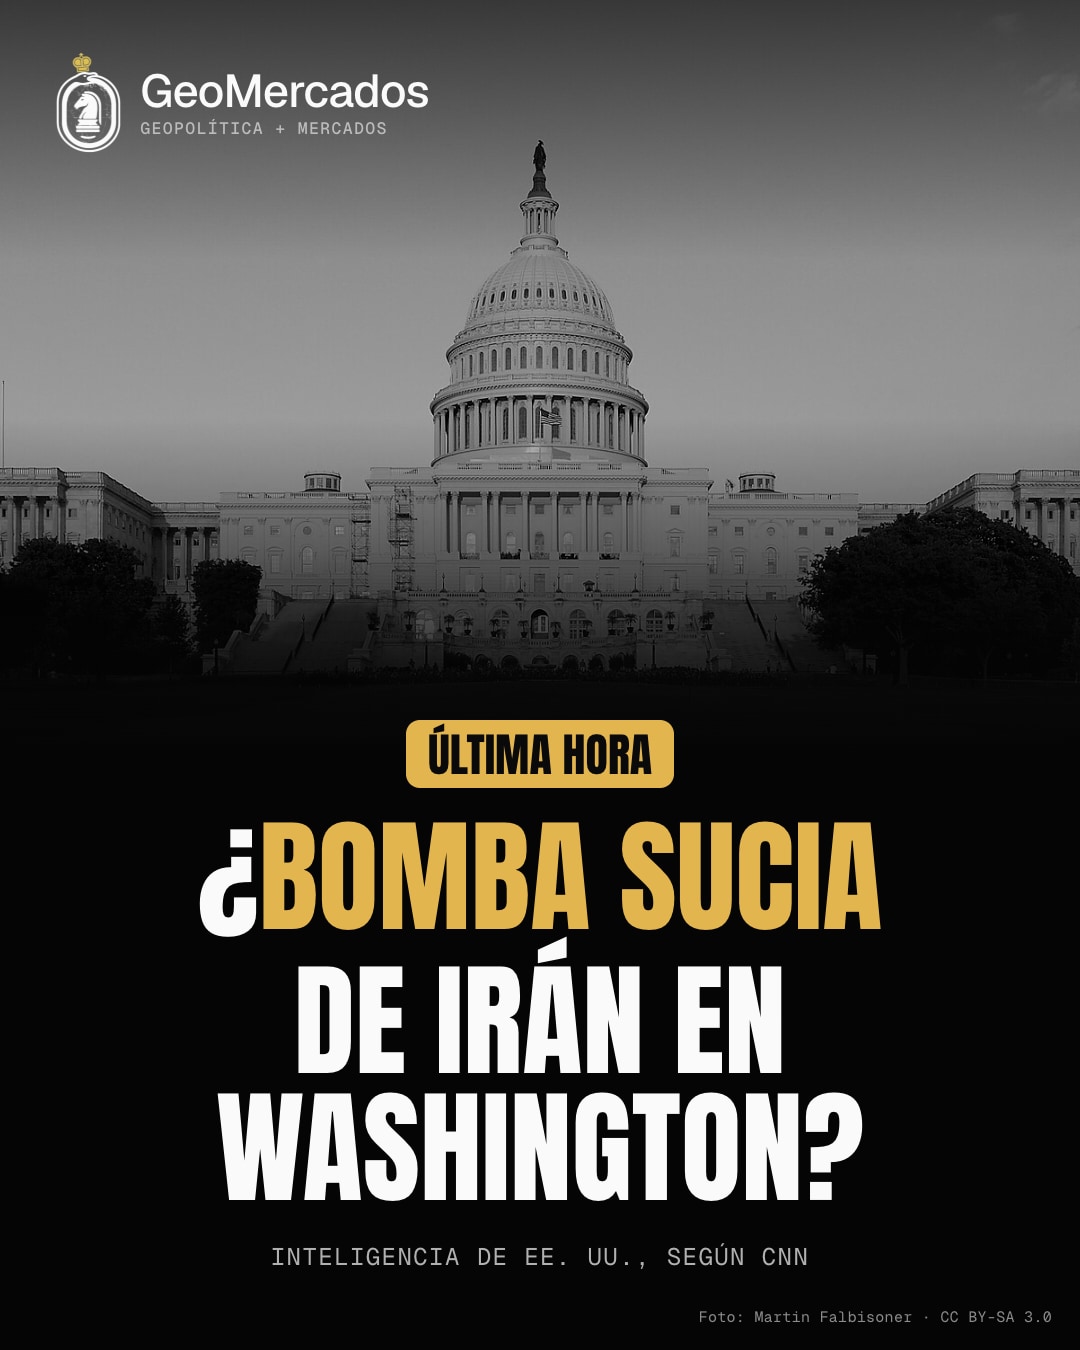 GeoMercados
GEOPOLÍTICA + MERCADOS
ÚLTIMA HORA
¿BOMBA SUCIA
DE IRÁN EN
WASHINGTON?
INTELIGENCIA DE EE. UU., SEGÚN CNN
Foto: Martin Falbisoner · CC BY-SA 3.0